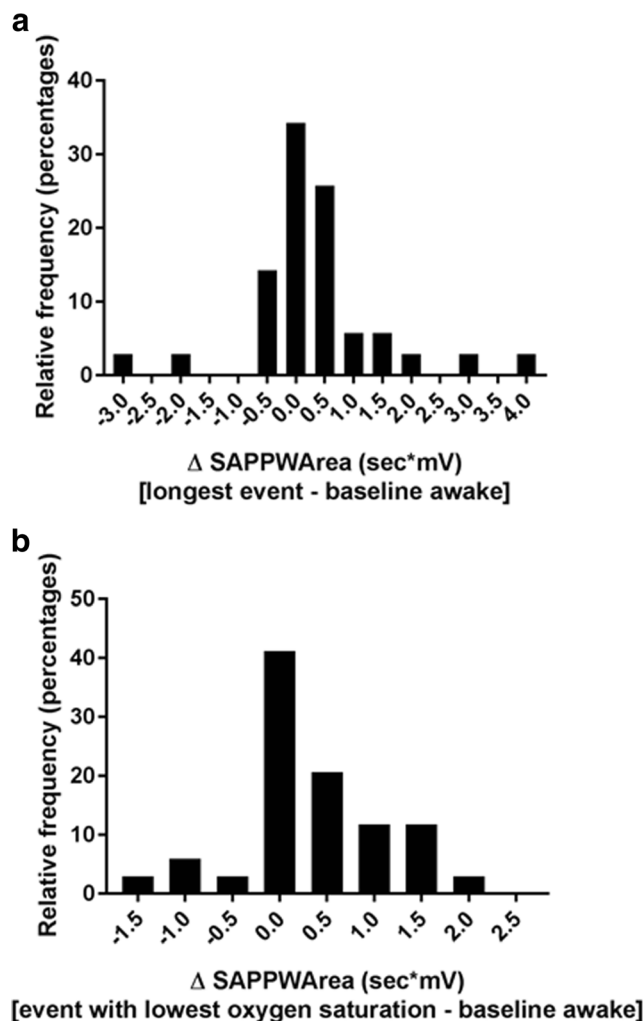 a
Relative frequency (percentages)
40
30
20
10
0
-3.0 -2.5 -2.0 -1.5 -1.0 -0.5 0.0 0.5 1.0 1.5 2.0 2.5 3.0 3.5 4.0
Δ SAPPWArea (sec*mV)
[longest event - baseline awake]
b
Relative frequency (percentages)
50
40
30
20
10
0
-1.5 -1.0 -0.5 0.0 0.5 1.0 1.5 2.0 2.5
Δ SAPPWArea (sec*mV)
[event with lowest oxygen saturation - baseline awake]